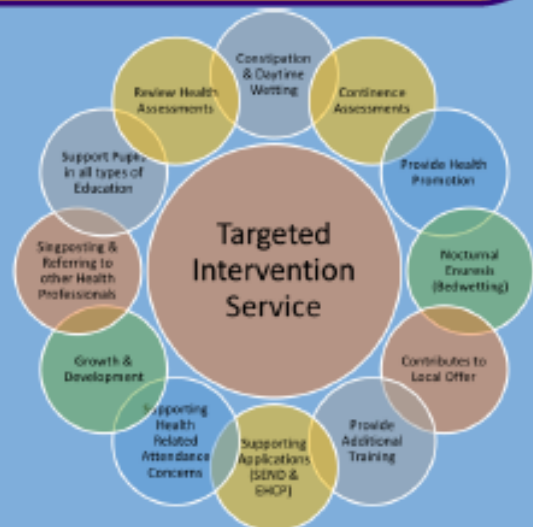 Targeted
Intervention
Service
Constipation
& Daytime
Wetting
Continence
Assessments
Provide Health
Promotion
Nocturnal
Enuresis
(Bedwetting)
Contributes to
Local Offer
Provide
Additional
Training
Supporting
Applications
(SEND &
EHCP)
Supporting
Health
Related
Attendance
Concerns
Growth &
Development
Singposting &
Referring to
other Health
Professionals
Support Pupils
in all types of
Education
Review Health
Assessments